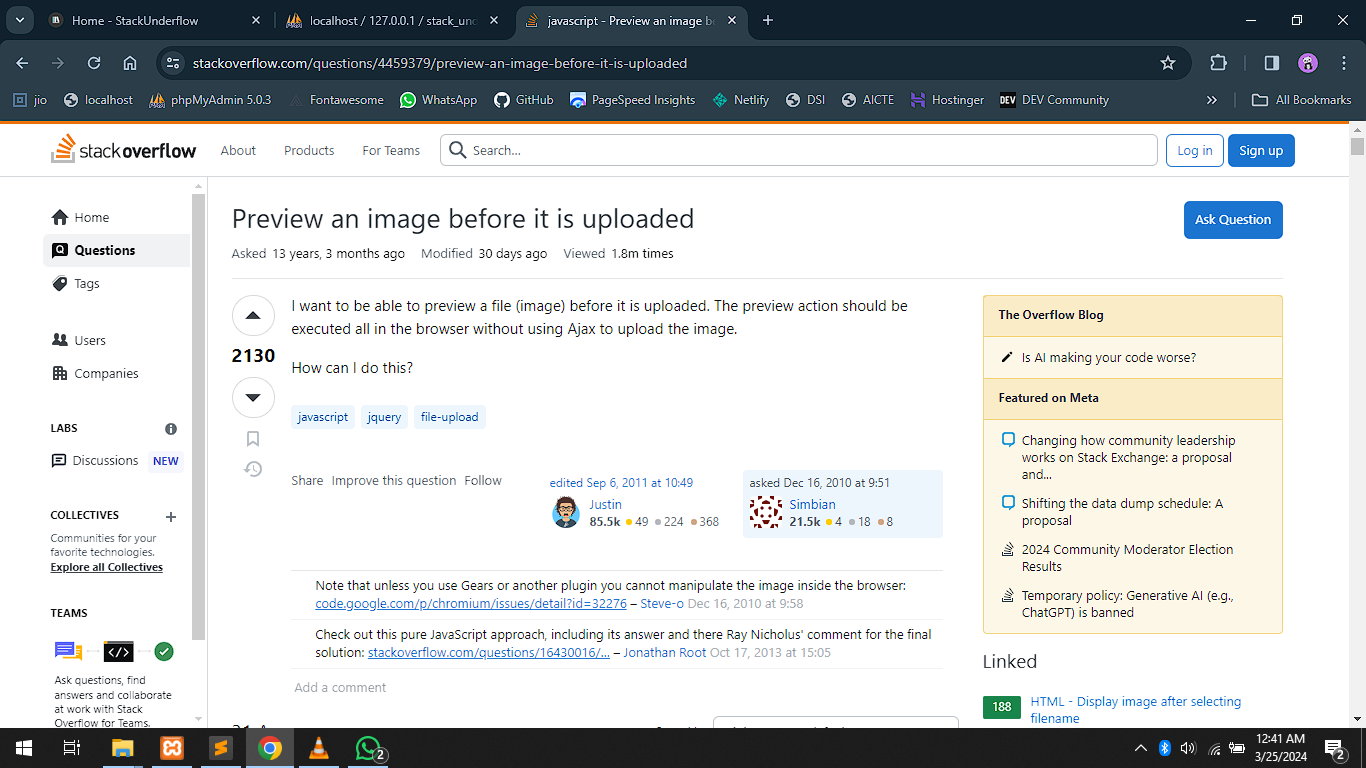 Home - StackUnderflow
localhost / 127.0.0.1 / stack_und
javascript - Preview an image be
stackoverflow.com/questions/4459379/preview-an-image-before-it-is-uploaded
jio
localhost
phpMyAdmin 5.0.3
Fontawesome
WhatsApp
GitHub
PageSpeed Insights
Netlify
DSI
AICTE
Hostinger
DEV
DEV Community
»
All Bookmarks
stackoverflow
About
Products
For Teams
Search...
Log in
Sign up
Home
Questions
Tags
Users
Companies
LABS
Discussions NEW
COLLECTIVES
Communities for your
favorite technologies.
Explore all Collectives
TEAMS
Ask questions, find
answers and collaborate
at work with Stack
Overflow for Teams.
Preview an image before it is uploaded
Ask Question
Asked 13 years, 3 months ago Modified 30 days ago Viewed 1.8m times
2130
I want to be able to preview a file (image) before it is uploaded. The preview action should be
executed all in the browser without using Ajax to upload the image.
How can I do this?
javascript jquery file-upload
Share Improve this question Follow
edited Sep 6, 2011 at 10:49
Justin
85.5k 49 224 368
asked Dec 16, 2010 at 9:51
Simbian
21.5k 4 18 8
Note that unless you use Gears or another plugin you cannot manipulate the image inside the browser:
code.google.com/p/chromium/issues/detail?id=32276 – Steve-o Dec 16, 2010 at 9:58
Check out this pure JavaScript approach, including its answer and there Ray Nicholus' comment for the final
solution: stackoverflow.com/questions/16430016/... – Jonathan Root Oct 17, 2013 at 15:05
Add a comment
The Overflow Blog
Is AI making your code worse?
Featured on Meta
Changing how community leadership
works on Stack Exchange: a proposal
and...
Shifting the data dump schedule: A
proposal
2024 Community Moderator Election
Results
Temporary policy: Generative AI (e.g.,
ChatGPT) is banned
Linked
188 HTML - Display image after selecting
filename
2
12:41 AM
3/25/2024
2